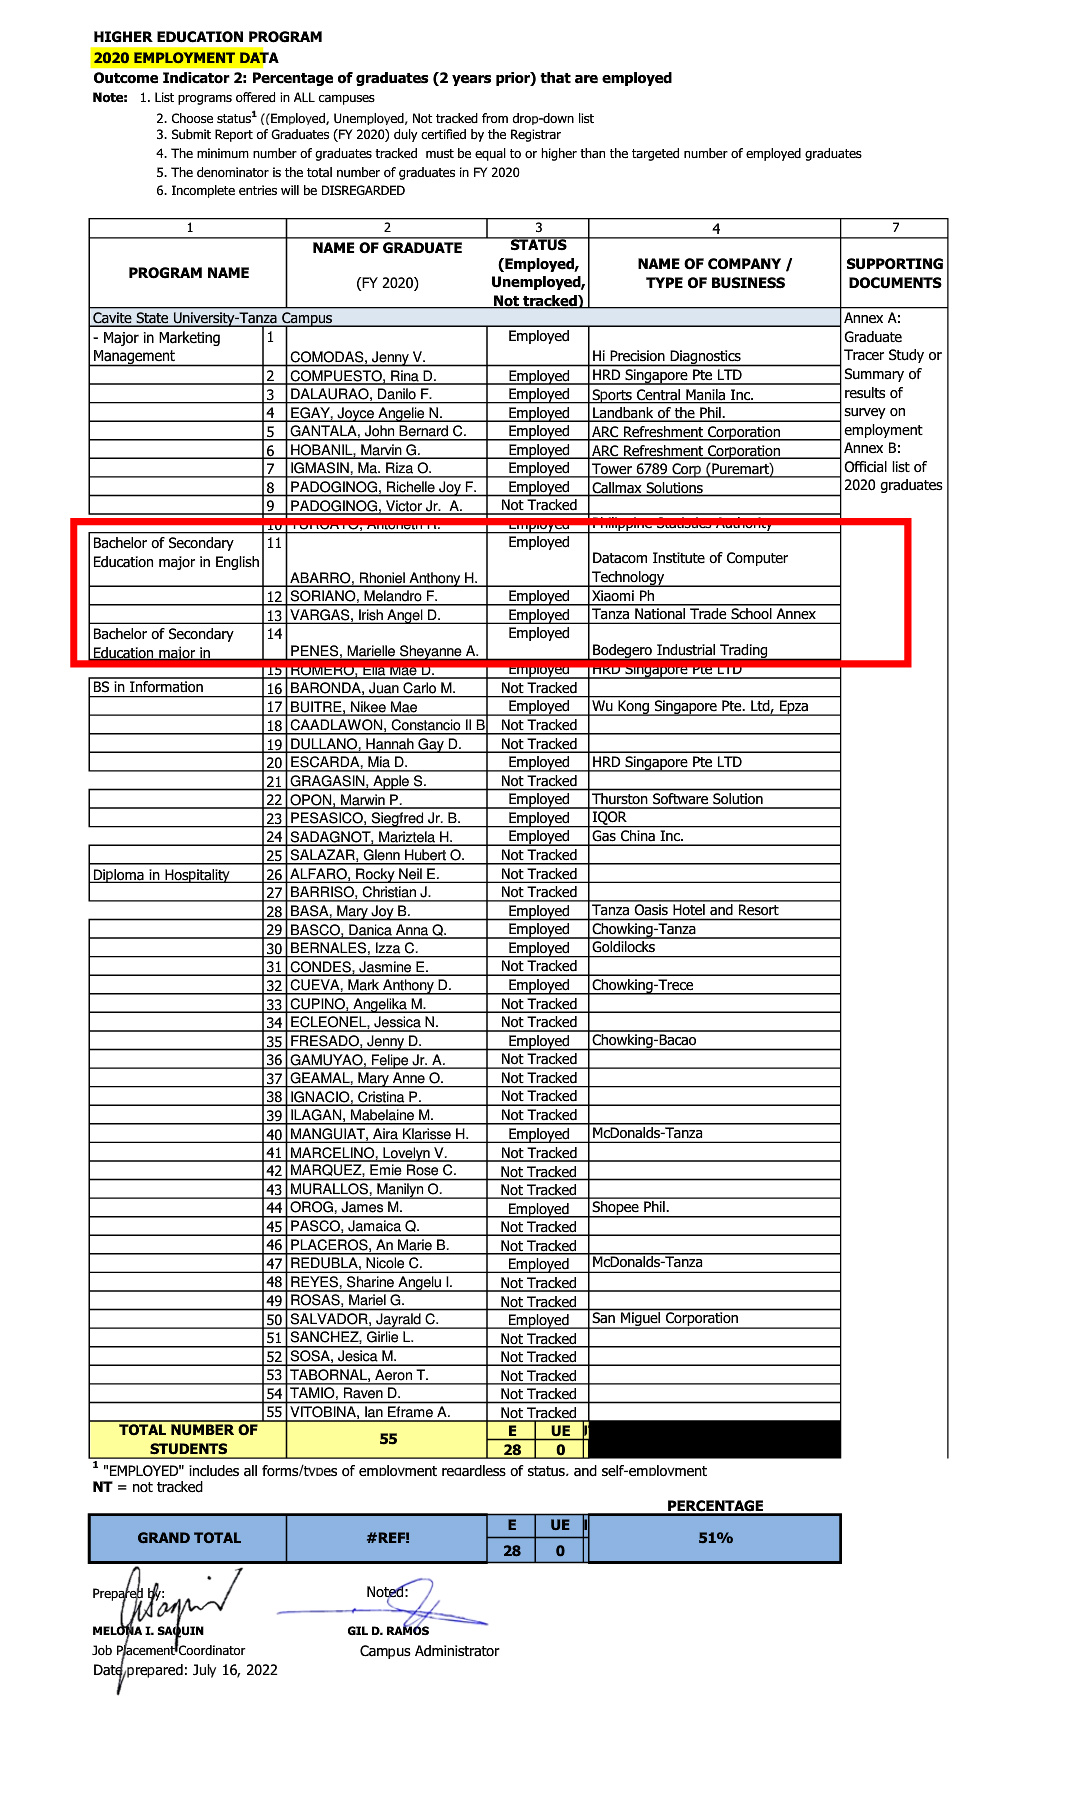 HIGHER EDUCATION PROGRAM
2020 EMPLOYMENT DATA
Outcome Indicator 2: Percentage of graduates (2 years prior) that are employed
Note: 1. List programs offered in ALL campuses
2. Choose status¹ ((Employed, Unemployed, Not tracked from drop-down list
3. Submit Report of Graduates (FY 2020) duly certified by the Registrar
4. The minimum number of graduates tracked must be equal to or higher than the targeted number of employed graduates
5. The denominator is the total number of graduates in FY 2020
6. Incomplete entries will be DISREGARDED
1 2 3 4 7
PROGRAM NAME
NAME OF GRADUATE
(FY 2020)
STATUS
(Employed,
Unemployed,
Not tracked)
NAME OF COMPANY /
TYPE OF BUSINESS
SUPPORTING
DOCUMENTS
Cavite State University-Tanza Campus
Annex A:
Graduate
Tracer Study or
Summary of
results of
survey on
employment
Annex B:
Official list of
2020 graduates
- Major in Marketing
Management
1 COMODAS, Jenny V. Employed Hi Precision Diagnostics
2 COMPUESTO, Rina D. Employed HRD Singapore Pte LTD
3 DALAURAO, Danilo F. Employed Sports Central Manila Inc.
4 EGAY, Joyce Angelie N. Employed Landbank of the Phil.
5 GANTALA, John Bernard C. Employed ARC Refreshment Corporation
6 HOBANIL, Marvin G. Employed ARC Refreshment Corporation
7 IGMASIN, Ma. Riza O. Employed Tower 6789 Corp (Puremart)
8 PADOGINOG, Richelle Joy F. Employed Callmax Solutions
9 PADOGINOG, Victor Jr. A. Not Tracked
10 Employed Philippine Statistics Authority
Bachelor of Secondary
Education major in English
11 ABARRO, Rhoniel Anthony H. Employed Datacom Institute of Computer
Technology
12 SORIANO, Melandro F. Employed Xiaomi Ph
13 VARGAS, Irish Angel D. Employed Tanza National Trade School Annex
Bachelor of Secondary
Education major in
14 PENES, Marielle Sheyanne A. Employed Bodegero Industrial Trading
15 ROMERO, Ella Mae D. Employed HRD Singapore Pte LTD
BS in Information 16 BARONDA, Juan Carlo M. Not Tracked
17 BUITRE, Nikee Mae Employed Wu Kong Singapore Pte. Ltd, Epza
18 CAADLAWON, Constancio II B Not Tracked
19 DULLANO, Hannah Gay D. Not Tracked
20 ESCARDA, Mia D. Employed HRD Singapore Pte LTD
21 GRAGASIN, Apple S. Not Tracked
22 OPON, Marwin P. Employed Thurston Software Solution
23 PESASICO, Siegfred Jr. B. Employed IQOR
24 SADAGNOT, Mariztela H. Employed Gas China Inc.
25 SALAZAR, Glenn Hubert O. Not Tracked
Diploma in Hospitality 26 ALFARO, Rocky Neil E. Not Tracked
27 BARRISO, Christian J. Not Tracked
28 BASA, Mary Joy B. Employed Tanza Oasis Hotel and Resort
29 BASCO, Danica Anna Q. Employed Chowking-Tanza
30 BERNALES, Izza C. Employed Goldilocks
31 CONDES, Jasmine E. Not Tracked
32 CUEVA, Mark Anthony D. Employed Chowking-Trece
33 CUPINO, Angelika M. Not Tracked
34 ECLEONEL, Jessica N. Not Tracked
35 FRESADO, Jenny D. Employed Chowking-Bacao
36 GAMUYAO, Felipe Jr. A. Not Tracked
37 GEAMAL, Mary Anne O. Not Tracked
38 IGNACIO, Cristina P. Not Tracked
39 ILAGAN, Mabelaine M. Not Tracked
40 MANGUIAT, Aira Klarisse H. Employed McDonalds-Tanza
41 MARCELINO, Lovelyn V. Not Tracked
42 MARQUEZ, Emie Rose C. Not Tracked
43 MURALLOS, Manilyn O. Not Tracked
44 OROG, James M. Employed Shopee Phil.
45 PASCO, Jamaica Q. Not Tracked
46 PLACEROS, An Marie B. Not Tracked
47 REDUBLA, Nicole C. Employed McDonalds-Tanza
48 REYES, Sharine Angelu I. Not Tracked
49 ROSAS, Mariel G. Not Tracked
50 SALVADOR, Jayrald C. Employed San Miguel Corporation
51 SANCHEZ, Girlie L. Not Tracked
52 SOSA, Jesica M. Not Tracked
53 TABORNAL, Aeron T. Not Tracked
54 TAMIO, Raven D. Not Tracked
55 VITOBINA, Ian Eframe A. Not Tracked
TOTAL NUMBER OF
STUDENTS
55
E UE
28 0
¹ "EMPLOYED" includes all forms/types of employment regardless of status, and self-employment
NT = not tracked
PERCENTAGE
GRAND TOTAL #REF! 51%
E UE
28 0
Prepared by: Noted:
MELONA I. SAQUIN GIL D. RAMOS
Job Placement Coordinator Campus Administrator
Date prepared: July 16, 2022